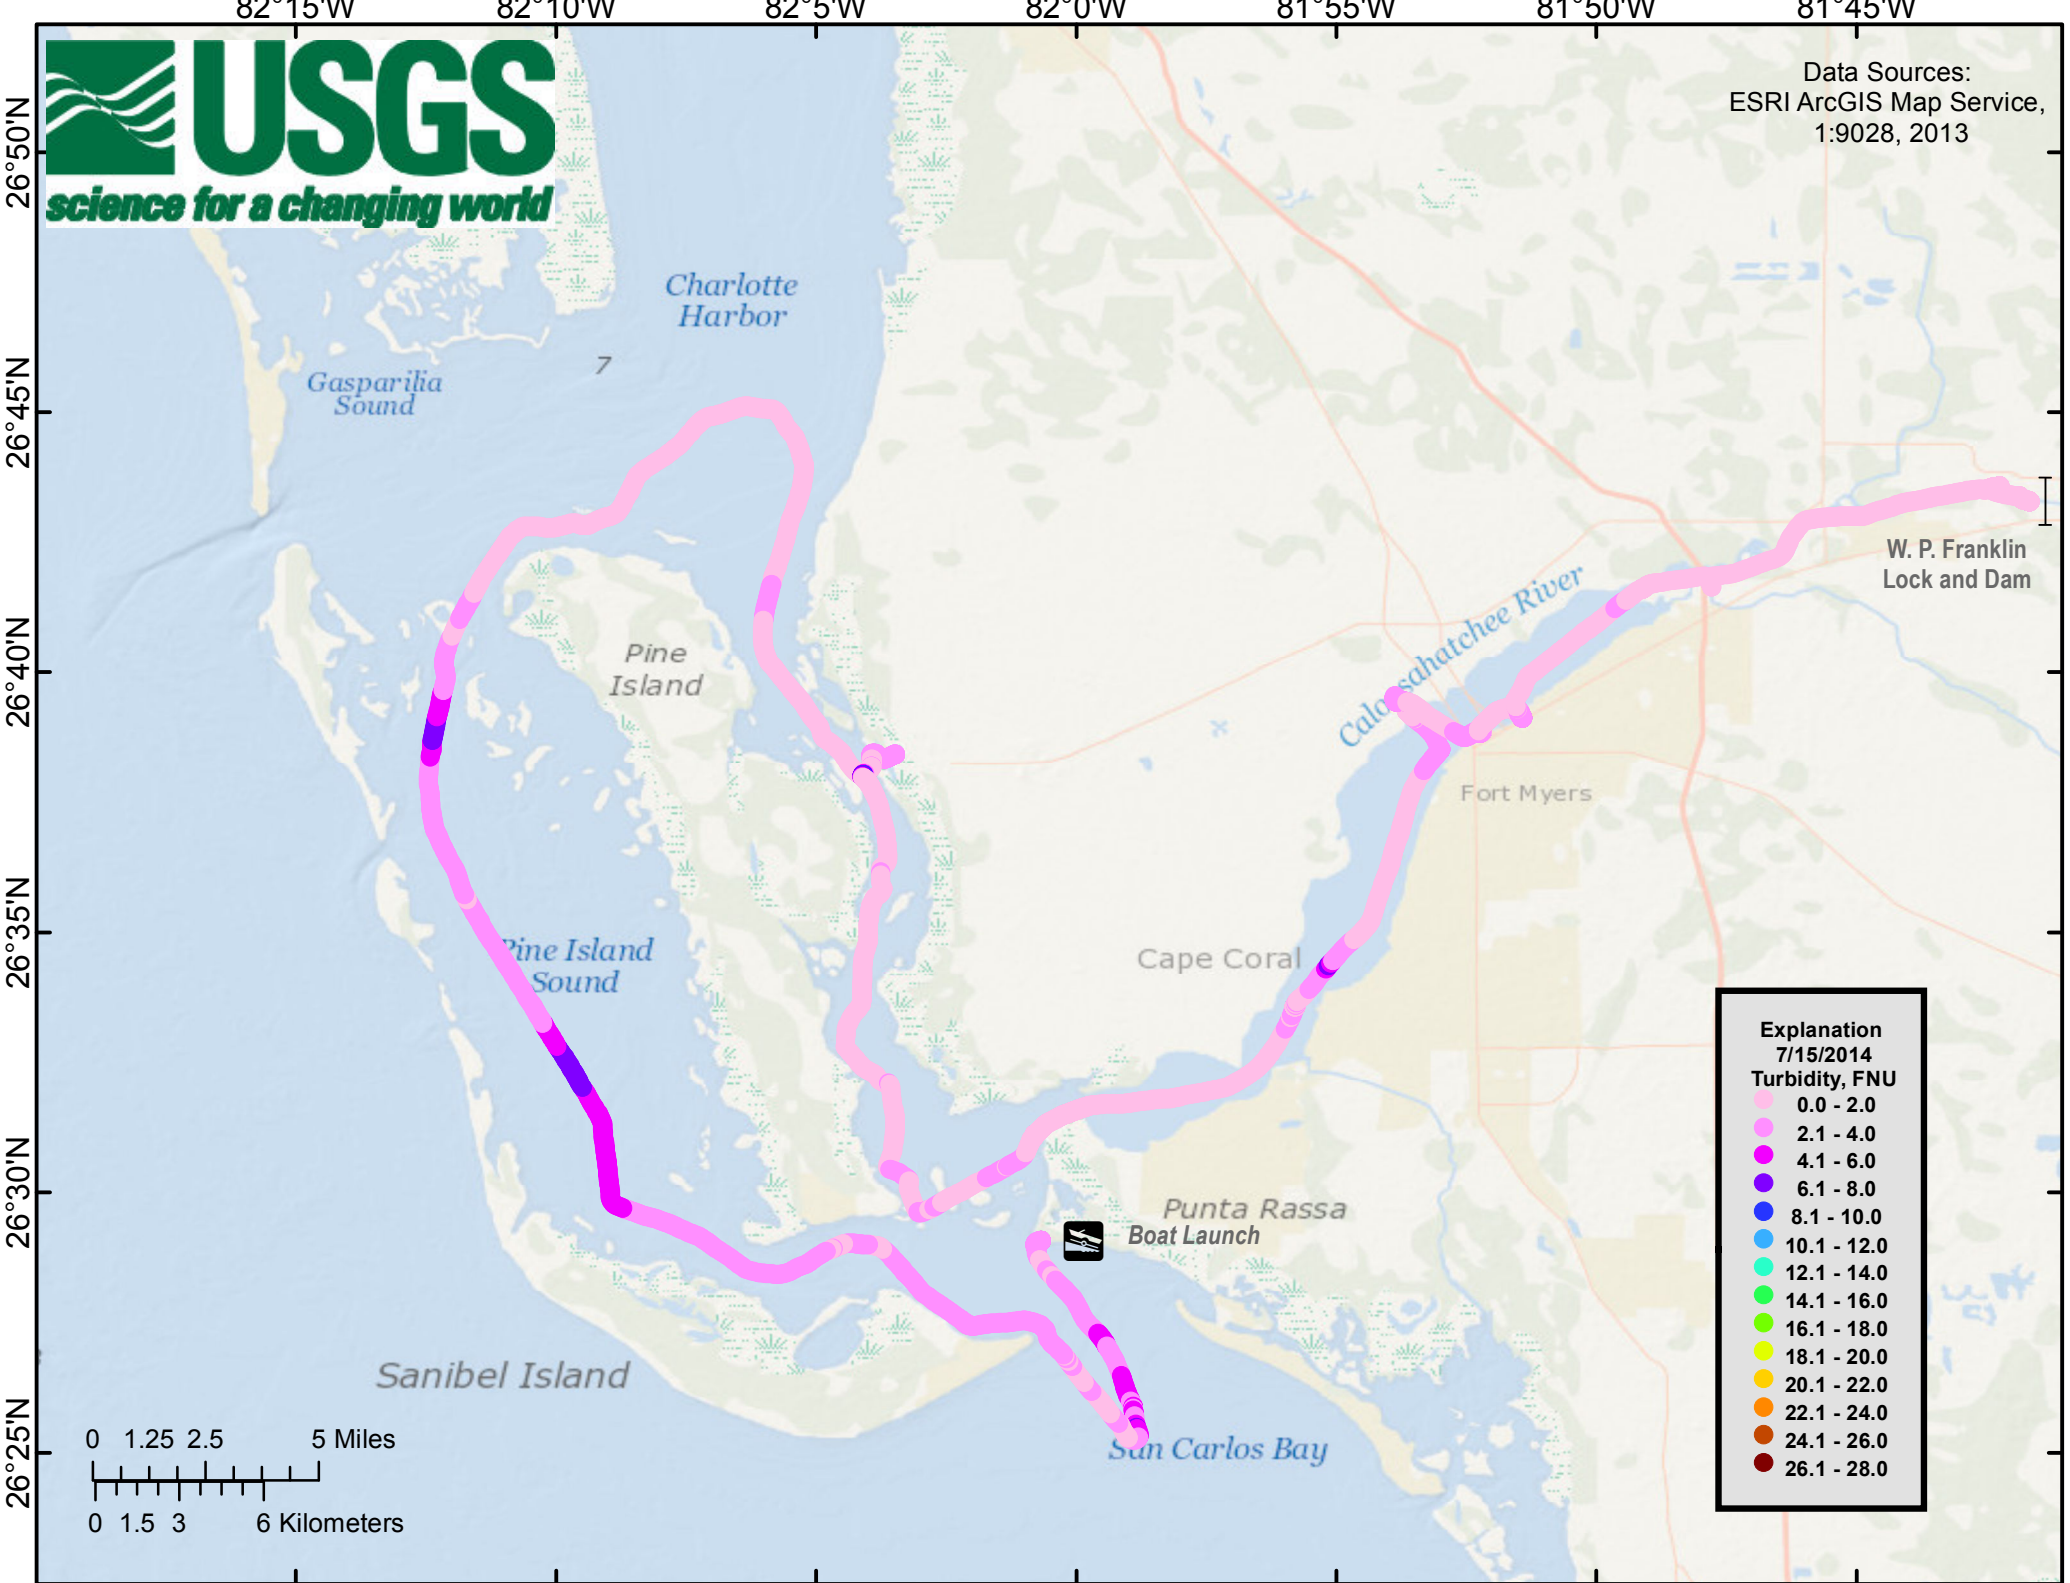 82°15'W
82°10'W
82°5'W
82°0'W
81°55'W
81°50'W
81°45'W
USGS
science for a changing world
Data Sources:
ESRI ArcGIS Map Service,
1:9028, 2013
26°50'N
26°45'N
26°40'N
26°35'N
26°30'N
26°25'N
Charlotte
Harbor
7
Gasparilia
Sound
W. P. Franklin
Lock and Dam
Caloosahatchee River
Pine
Island
Fort Myers
Pine Island
Sound
Cape Coral
Punta Rassa
Boat Launch
Sanibel Island
San Carlos Bay
Explanation
7/15/2014
Turbidity, FNU
0.0 - 2.0
2.1 - 4.0
4.1 - 6.0
6.1 - 8.0
8.1 - 10.0
10.1 - 12.0
12.1 - 14.0
14.1 - 16.0
16.1 - 18.0
18.1 - 20.0
20.1 - 22.0
22.1 - 24.0
24.1 - 26.0
26.1 - 28.0
0 1.25 2.5 5 Miles
0 1.5 3 6 Kilometers